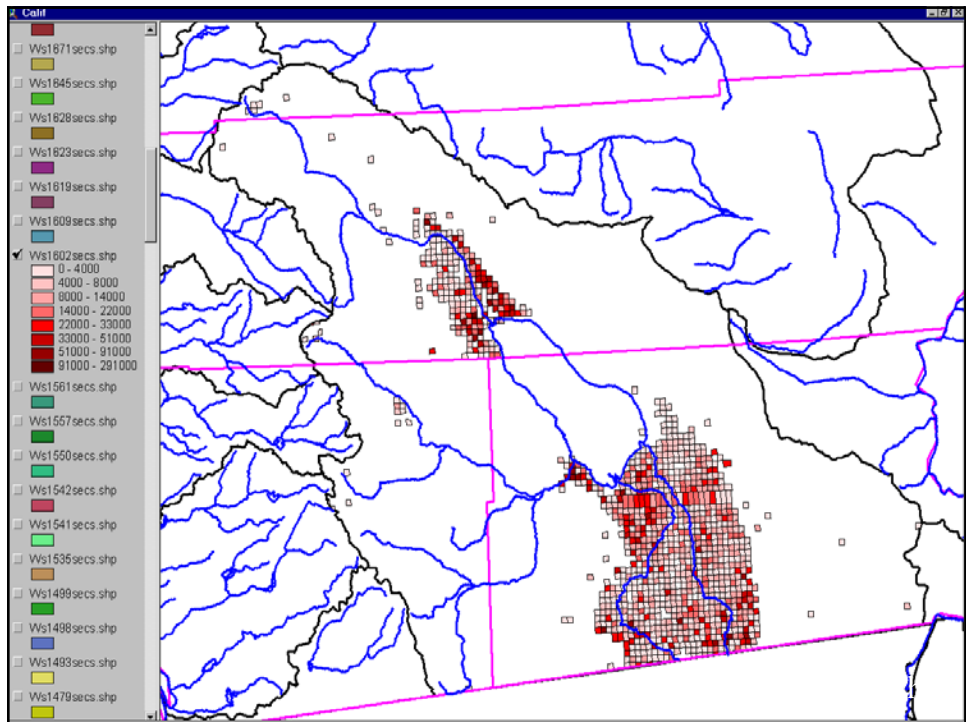 Calif
Ws1671secs.shp
Ws1645secs.shp
Ws1628secs.shp
Ws1623secs.shp
Ws1619secs.shp
Ws1609secs.shp
Ws1602secs.shp
0 - 4000
4000 - 8000
8000 - 14000
14000 - 22000
22000 - 33000
33000 - 51000
51000 - 91000
91000 - 291000
Ws1561secs.shp
Ws1557secs.shp
Ws1550secs.shp
Ws1542secs.shp
Ws1541secs.shp
Ws1535secs.shp
Ws1499secs.shp
Ws1498secs.shp
Ws1493secs.shp
Ws1479secs.shp